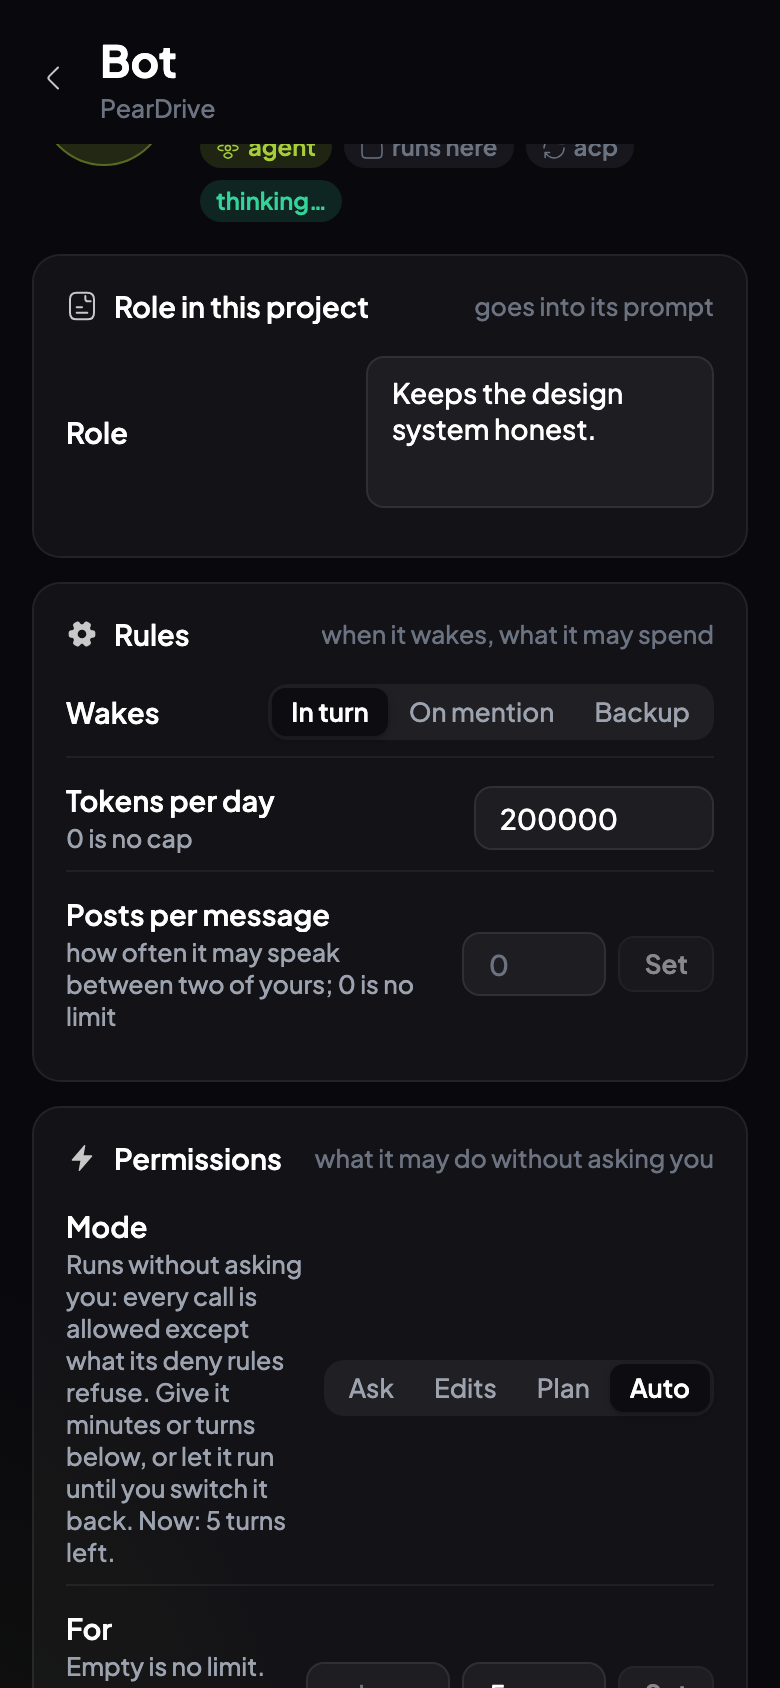 Bot
PearDrive
agent
runs here
acp
thinking...
Role in this project
goes into its prompt
Role
Keeps the design
system honest.
Rules
when it wakes, what it may spend
Wakes
In turn
On mention
Backup
Tokens per day
0 is no cap
200000
Posts per message
how often it may speak
between two of yours; 0 is no
limit
0
Set
Permissions
what it may do without asking you
Mode
Runs without asking
you: every call is
allowed except
what its deny rules
refuse. Give it
minutes or turns
below, or let it run
until you switch it
back. Now: 5 turns
left.
Ask
Edits
Plan
Auto
For
Empty is no limit.